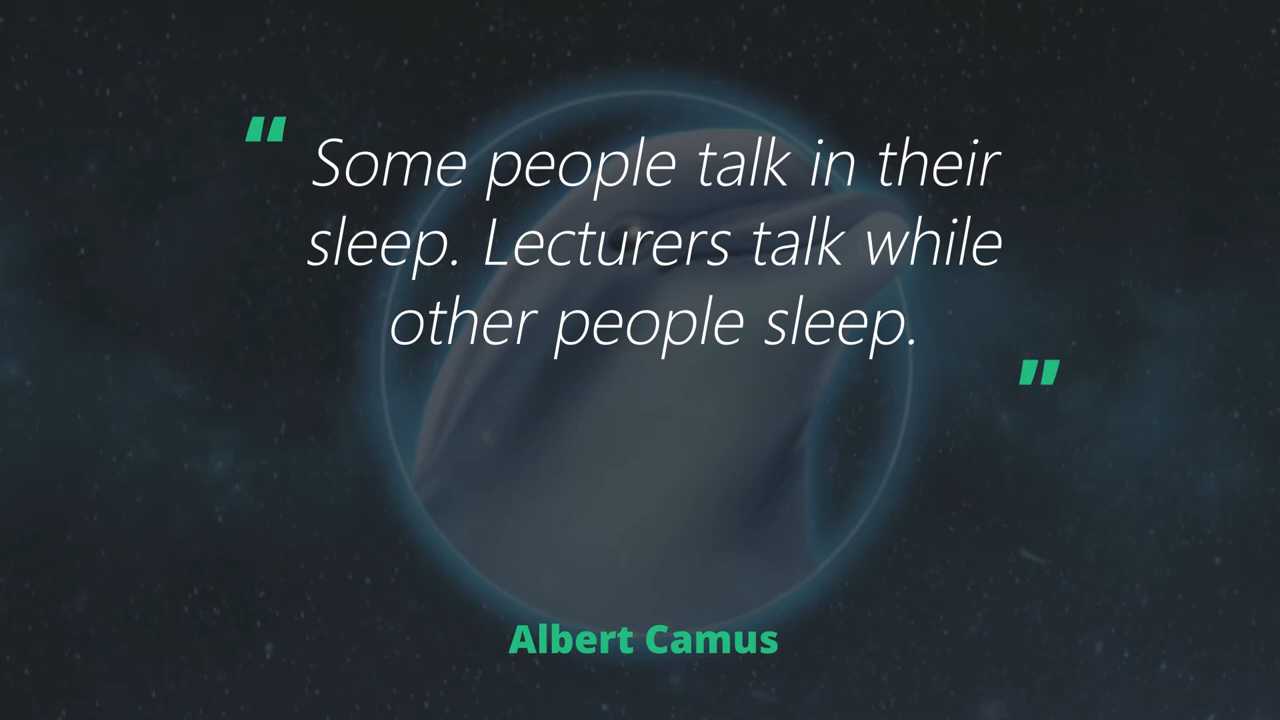 " Some people talk in their
sleep. Lecturers talk while
other people sleep. "
Albert Camus